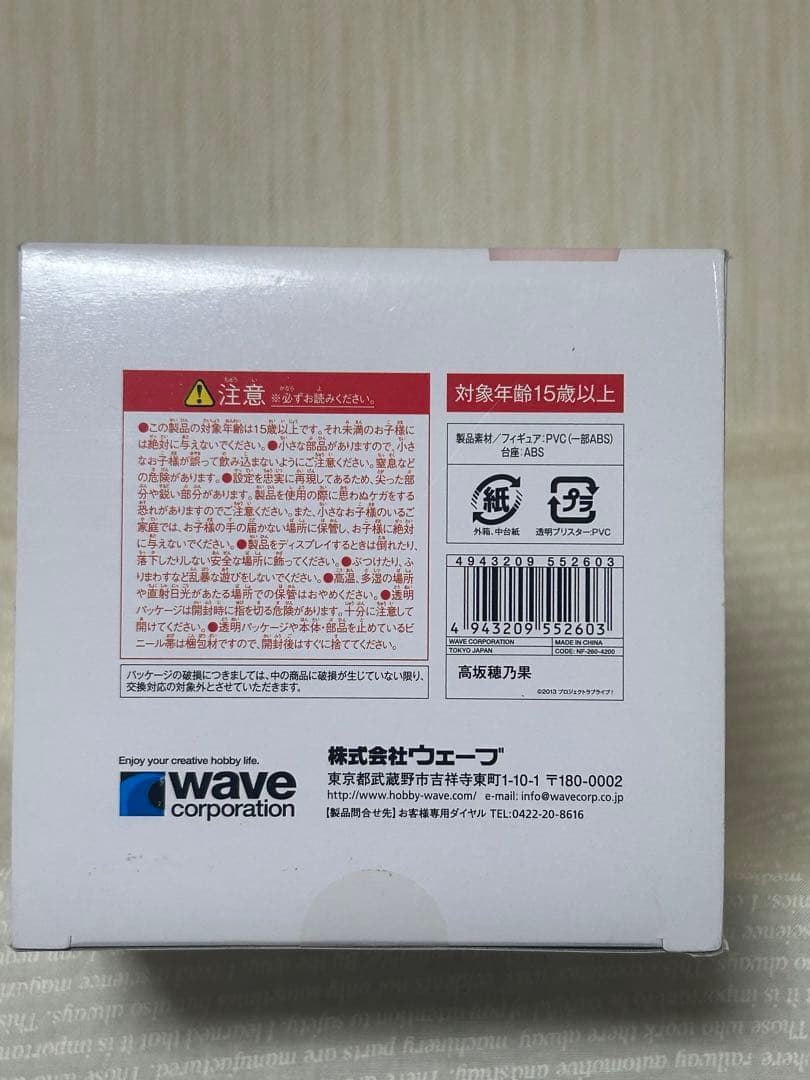 注意 ※必ずお読みください。
●この製品の対象年齢は15歳以上です。それ未満のお子様に
は絶対に与えないでください。●小さな部品がありますので、小さ
なお子様が誤って飲み込まないようにご注意ください。窒息など
の危険があります。●設定を忠実に再現してあるため、尖った部
分や鋭い部分があります。製品を使用の際に思わぬケガをする
恐れがありますのでご注意ください。また、小さなお子様のいるご
家庭では、お子様の手の届かない場所に保管し、お子様に絶対
に与えないでください。●製品をディスプレイするときは倒れたり、
落下したりしない安全な場所に飾ってください。●ぶつけたり、ふ
りまわすなど乱暴な遊びをしないでください。●高温、多湿の場所
や直射日光があたる場所での保管はおやめください。●透明
パッケージは開封時に指を切る危険があります。十分に注意して
開けてください。●透明パッケージや本体・部品を止めているビ
ニール帯は梱包材ですので、開封後はすぐに捨ててください。
パッケージの破損につきましては、中の商品に破損が生じていない限り、
交換対応の対象外とさせていただきます。
対象年齢15歳以上
製品素材/フィギュア:PVC(一部ABS)
台座:ABS
紙
外箱、中台紙
プラ
透明ブリスター:PVC
4943209 552603
4 943209 552603
WAVE CORPORATION
TOKYO JAPAN
MADE IN CHINA
CODE: NF-260-4200
高坂穂乃果
©2013 プロジェクトラブライブ!
Enjoy your creative hobby life.
wave
corporation
株式会社ウェーブ
東京都武蔵野市吉祥寺東町1-10-1 〒180-0002
http://www.hobby-wave.com/ e-mail: info@wavecorp.co.jp
【製品問合せ先】お客様専用ダイヤル TEL:0422-20-8616